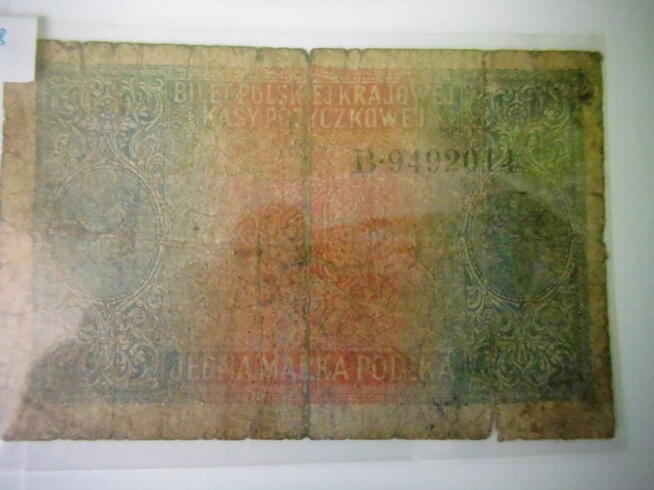 BILET POLSKIEJ KRAJOWEJ
KASY POŻYCZKOWEJ
B·9492014
JEDNA MARKA POLSKA